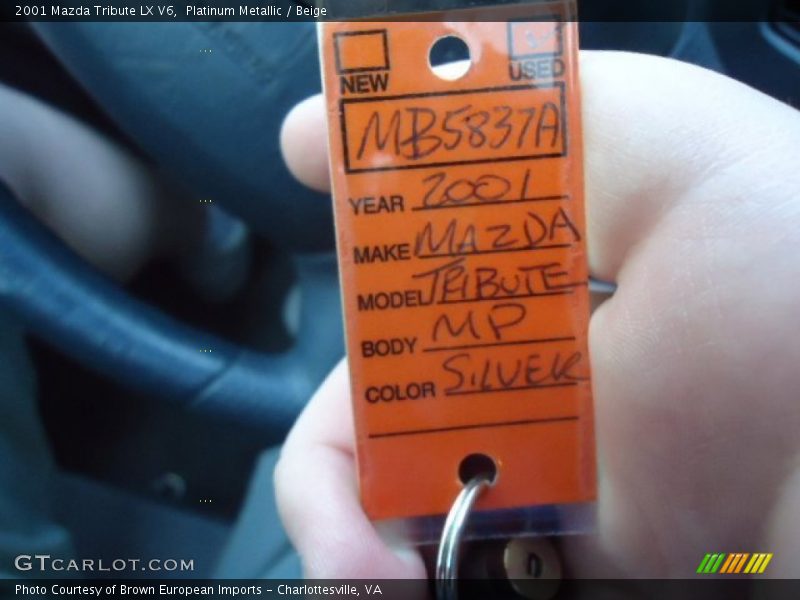 2001 Mazda Tribute LX V6, Platinum Metallic / Beige
NEW USED
MB5837A
YEAR 2001
MAKE MAZDA
MODEL TRIBUTE
BODY MP
COLOR SILVER
GTCARLOT.COM
Photo Courtesy of Brown European Imports - Charlottesville, VA